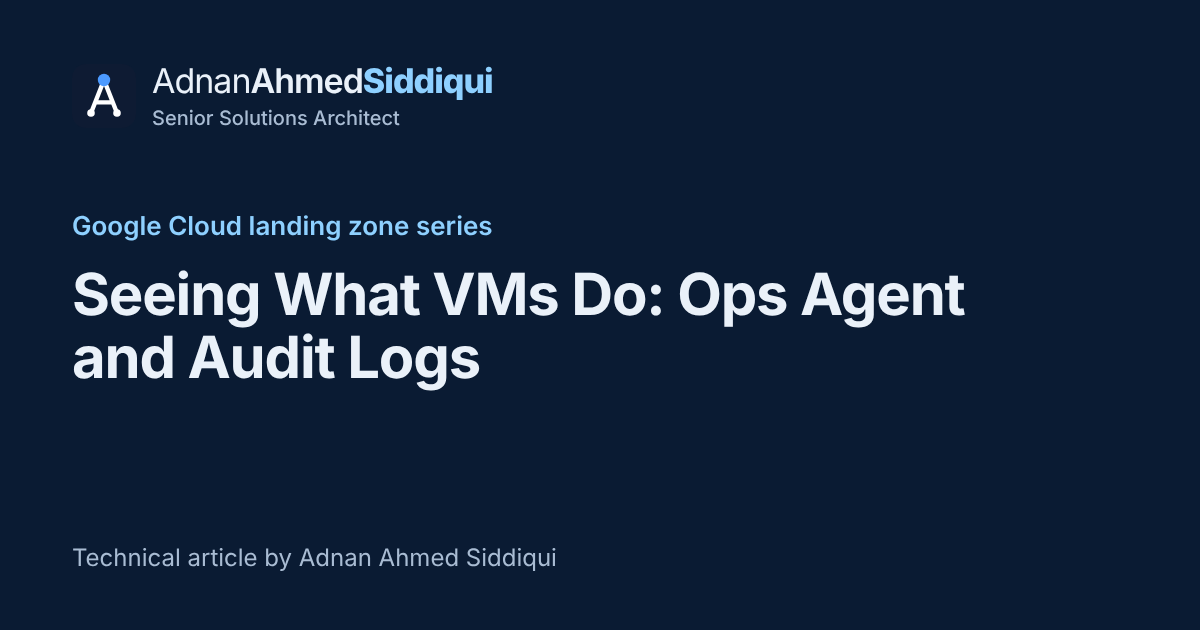 AdnanAhmedSiddiqui
Senior Solutions Architect
Google Cloud landing zone series
Seeing What VMs Do: Ops Agent
and Audit Logs
Technical article by Adnan Ahmed Siddiqui